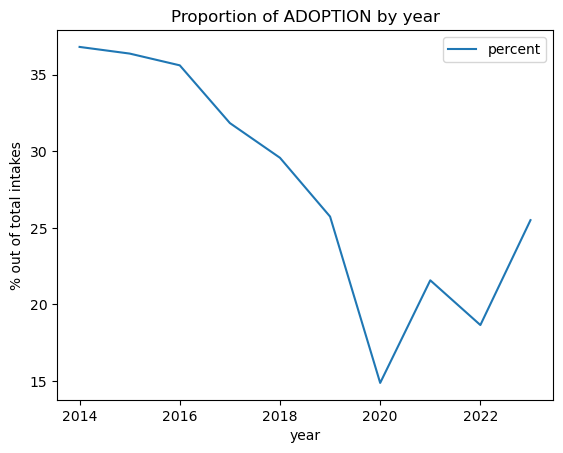 Proportion of ADOPTION by year
percent
% out of total intakes
35
30
25
20
15
2014
2016
2018
2020
2022
year